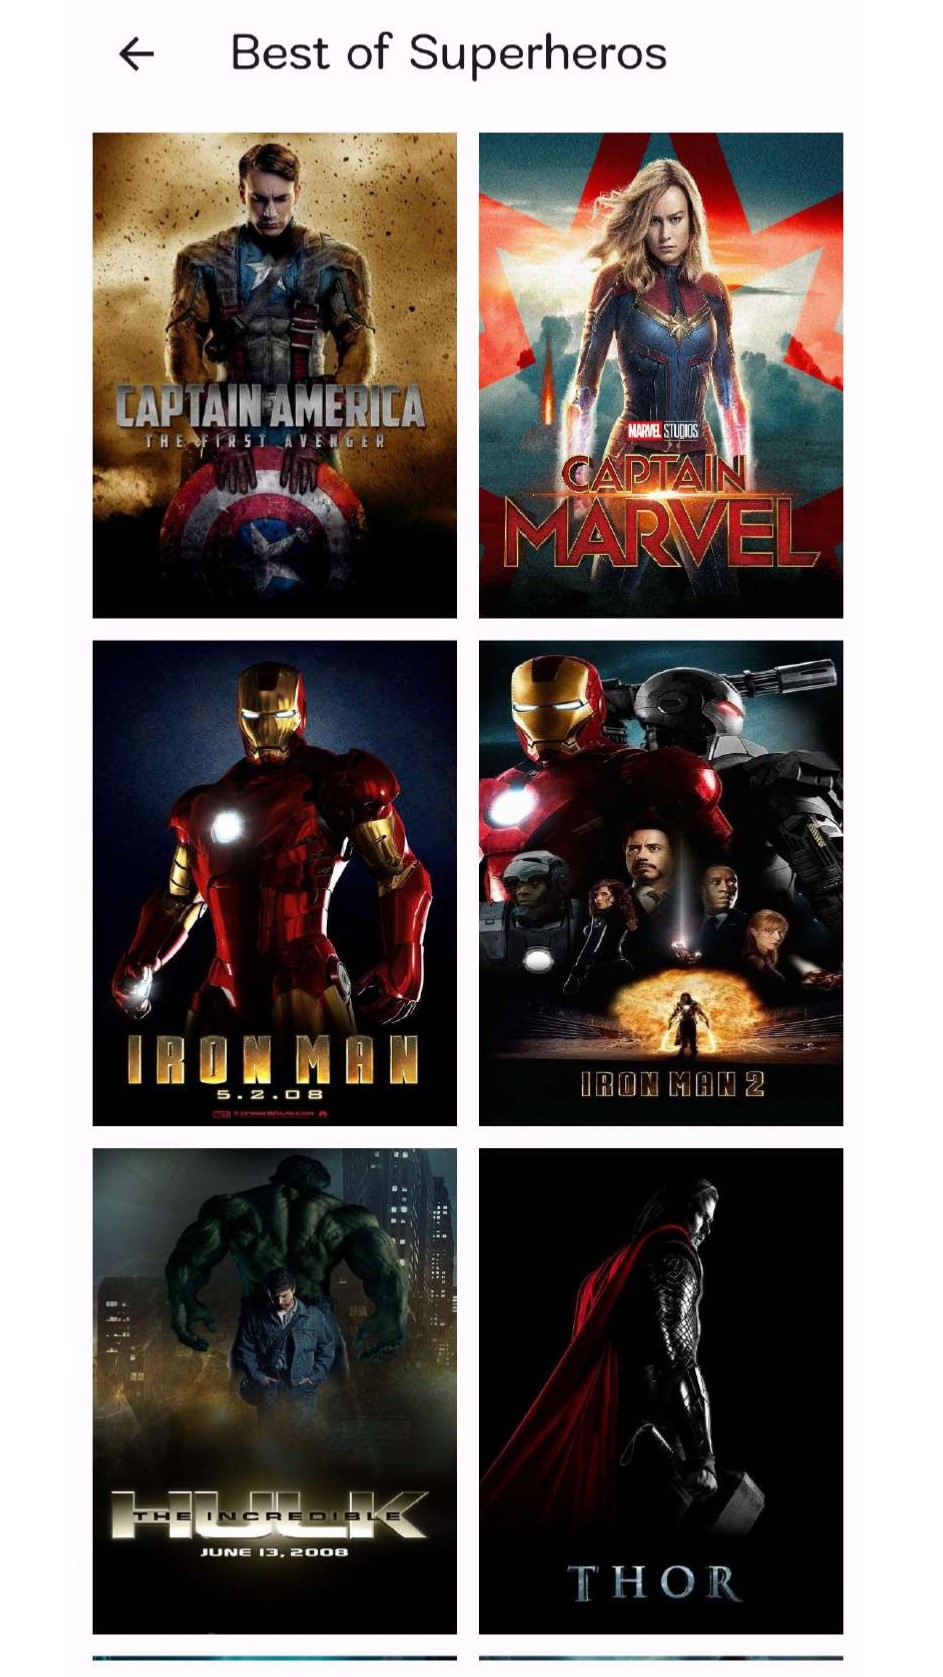 Best of Superheros
CAPTAIN AMERICA
THE FIRST AVENGER
MARVEL STUDIOS
CAPTAIN
MARVEL
IRON MAN
5.2.08
IRON MAN 2
HULK
THE INCREDIBLE
JUNE 13, 2008
THOR